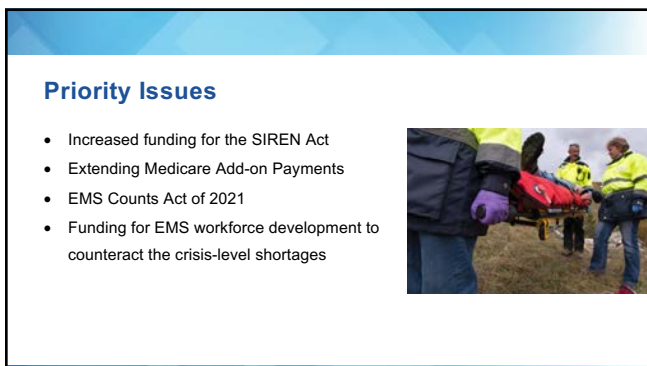 Priority Issues
• Increased funding for the SIREN Act
• Extending Medicare Add-on Payments
• EMS Counts Act of 2021
• Funding for EMS workforce development to
counteract the crisis-level shortages